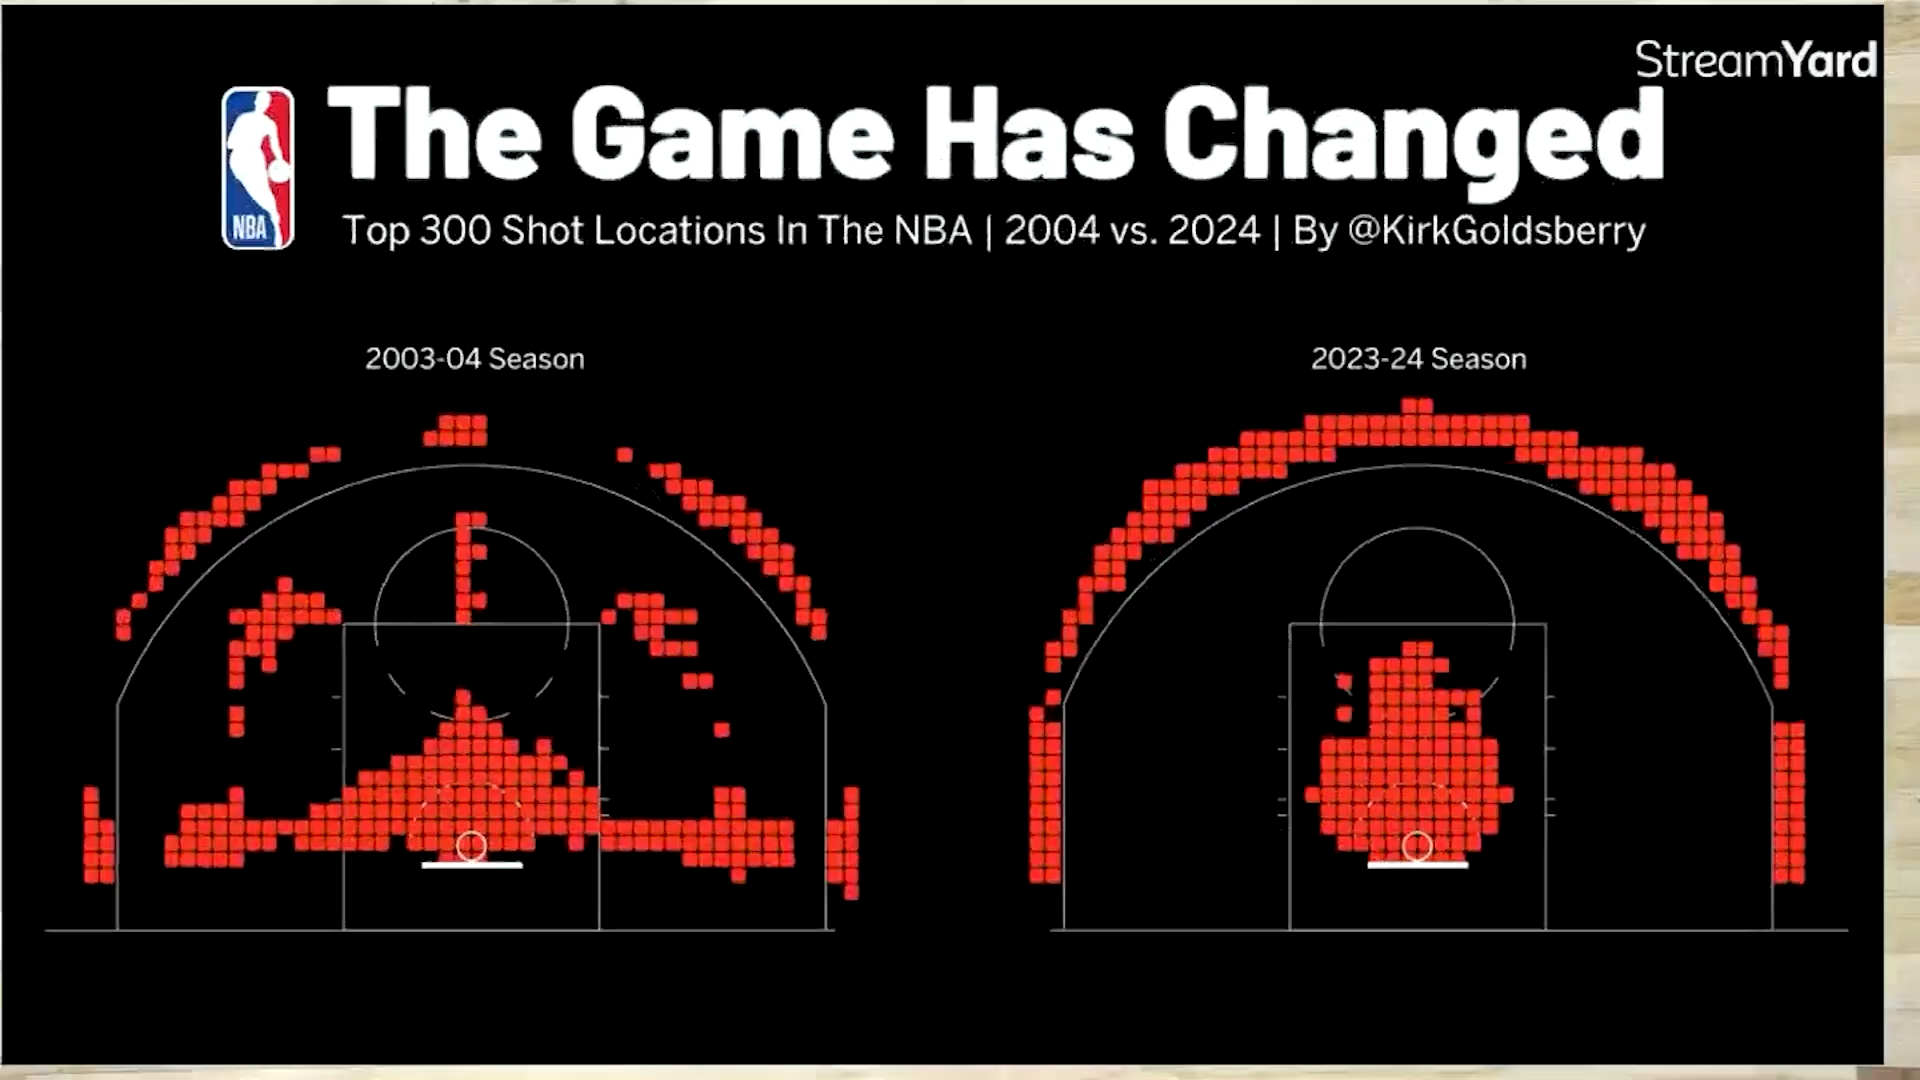 StreamYard
The Game Has Changed
NBA
Top 300 Shot Locations In The NBA | 2004 vs. 2024 | By @KirkGoldsberry
2003-04 Season
2023-24 Season